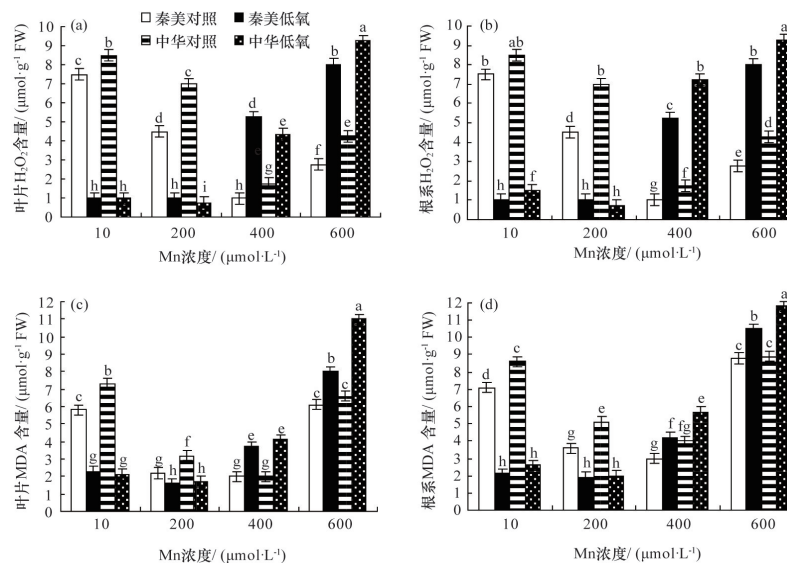 (a)
秦美对照
秦美低氧
中华对照
中华低氧
叶片H₂O₂含量/ (μmol·g⁻¹ FW)
10
9
8
7
6
5
4
3
2
1
0
c
h
b
h
d
h
c
i
h
d
g
e
f
b
e
a
10
200
400
600
Mn浓度/ (μmol·L⁻¹)
(b)
根系H₂O₂含量/ (μmol·g⁻¹ FW)
10
9
8
7
6
5
4
3
2
1
0
b
h
ab
f
d
h
b
h
g
c
f
b
e
b
d
a
10
200
400
600
Mn浓度/ (μmol·L⁻¹)
(c)
叶片MDA 含量/ (μmol·g⁻¹ FW)
12
11
10
9
8
7
6
5
4
3
2
1
0
c
g
b
g
g
h
f
h
g
e
g
e
c
b
c
a
10
200
400
600
Mn浓度/ (μmol·L⁻¹)
(d)
根系MDA 含量/ (μmol·g⁻¹ FW)
12
11
10
9
8
7
6
5
4
3
2
1
0
d
h
c
h
g
h
e
h
g
f
fg
e
c
b
c
a
10
200
400
600
Mn浓度/ (μmol·L⁻¹)